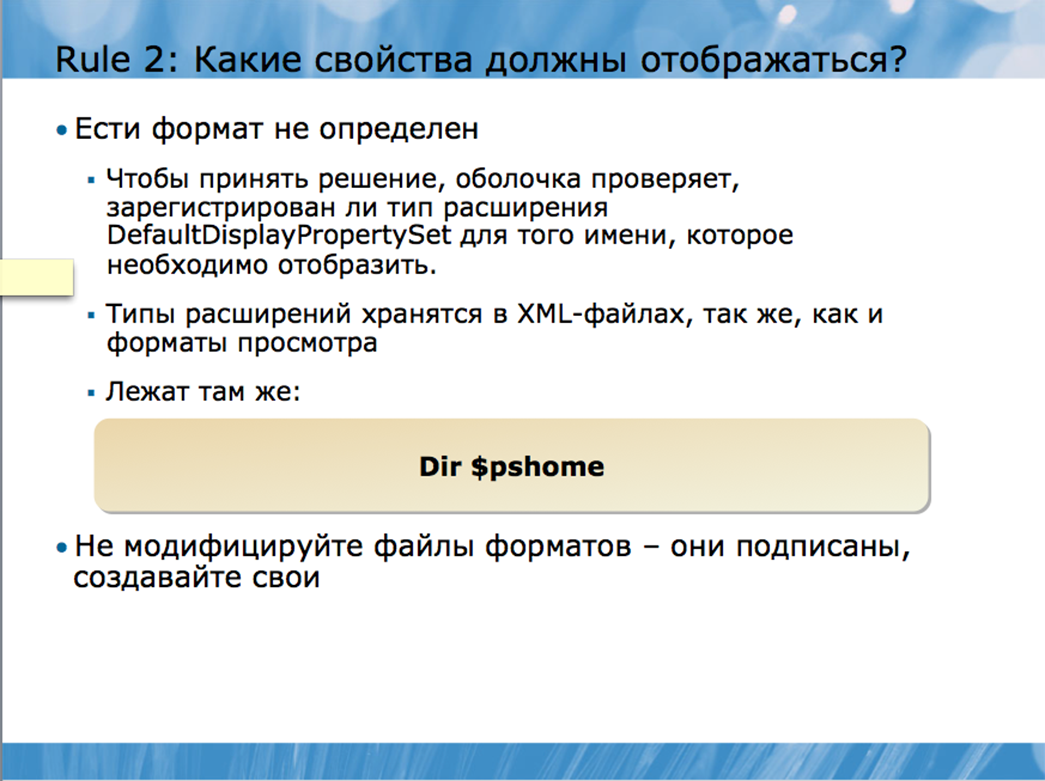 Rule 2: Какие свойства должны отображаться?
• Ести формат не определен
▪ Чтобы принять решение, оболочка проверяет,
зарегистрирован ли тип расширения
DefaultDisplayPropertySet для того имени, которое
необходимо отобразить.
▪ Типы расширений хранятся в XML-файлах, так же, как и
форматы просмотра
▪ Лежат там же:
Dir $pshome
• Не модифицируйте файлы форматов – они подписаны,
создавайте свои